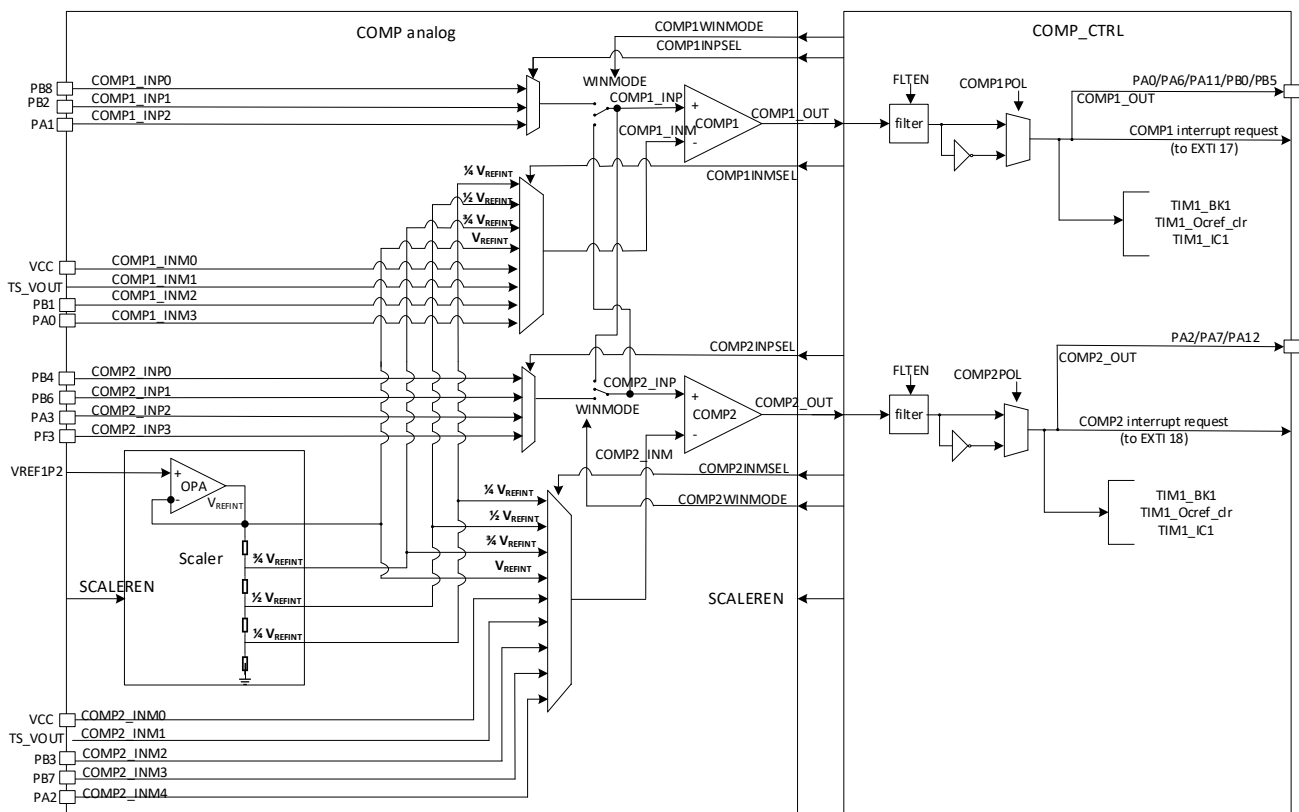 COMP analog
COMP_CTRL
COMP1WINMODE
COMP1INPSEL
WINMODE
PB8
COMP1_INP0
PB2
COMP1_INP1
PA1
COMP1_INP2
COMP1_INP
COMP1_INM
+
-
COMP1
COMP1_OUT
FLTEN
filter
COMP1POL
PA0/PA6/PA11/PB0/PB5
COMP1_OUT
COMP1 interrupt request
(to EXTI 17)
TIM1_BK1
TIM1_Ocref_clr
TIM1_IC1
COMP1INMSEL
¼ VREFINT
½ VREFINT
¾ VREFINT
VREFINT
VCC
COMP1_INM0
TS_VOUT
COMP1_INM1
PB1
COMP1_INM2
PA0
COMP1_INM3
COMP2INPSEL
PB4
COMP2_INP0
PB6
COMP2_INP1
PA3
COMP2_INP2
PF3
COMP2_INP3
COMP2_INP
WINMODE
+
-
COMP2
COMP2_OUT
COMP2_INM
FLTEN
filter
COMP2POL
PA2/PA7/PA12
COMP2_OUT
COMP2 interrupt request
(to EXTI 18)
TIM1_BK1
TIM1_Ocref_clr
TIM1_IC1
COMP2INMSEL
COMP2WINMODE
VREF1P2
+
-
OPA
VREFINT
Scaler
¾ VREFINT
½ VREFINT
¼ VREFINT
SCALEREN
¼ VREFINT
½ VREFINT
¾ VREFINT
VREFINT
SCALEREN
VCC
COMP2_INM0
TS_VOUT
COMP2_INM1
PB3
COMP2_INM2
PB7
COMP2_INM3
PA2
COMP2_INM4